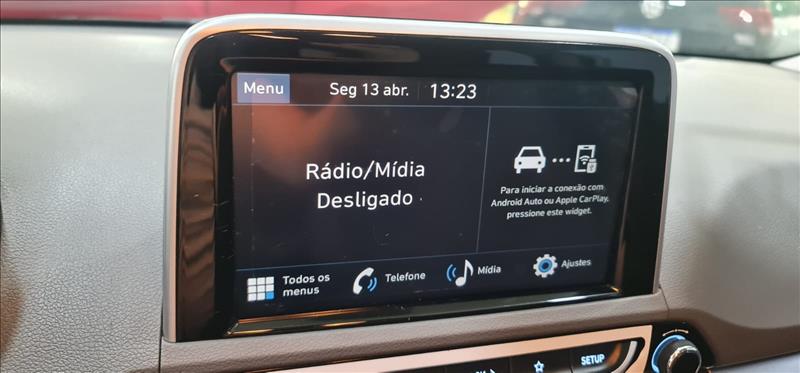 Menu
Seg 13 abr.
13:23
Rádio/Mídia
Desligado
Para iniciar a conexão com
Android Auto ou Apple CarPlay,
pressione este widget.
Todos os
menus
Telefone
Mídia
Ajustes
SETUP